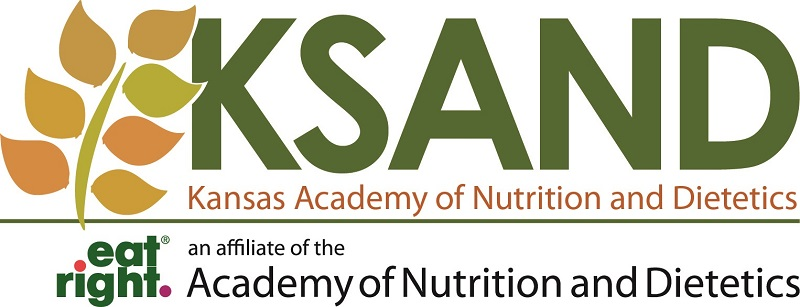 KSAND
Kansas Academy of Nutrition and Dietetics
eat®
right.
an affiliate of the
Academy of Nutrition and Dietetics